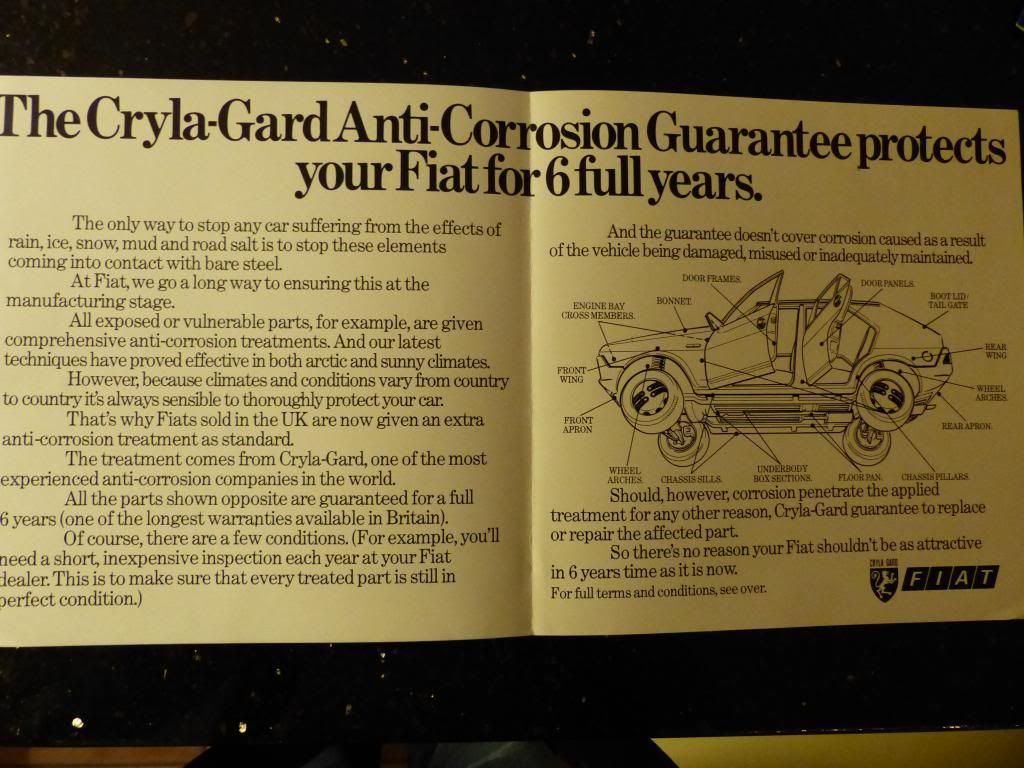 The Cryla-Gard Anti-Corrosion Guarantee protects
your Fiat for 6 full years.
The only way to stop any car suffering from the effects of
rain, ice, snow, mud and road salt is to stop these elements
coming into contact with bare steel.
At Fiat, we go a long way to ensuring this at the
manufacturing stage.
All exposed or vulnerable parts, for example, are given
comprehensive anti-corrosion treatments. And our latest
techniques have proved effective in both arctic and sunny climates.
However, because climates and conditions vary from country
to country it's always sensible to thoroughly protect your car.
That's why Fiats sold in the UK are now given an extra
anti-corrosion treatment as standard.
The treatment comes from Cryla-Gard, one of the most
experienced anti-corrosion companies in the world.
All the parts shown opposite are guaranteed for a full
6 years (one of the longest warranties available in Britain).
Of course, there are a few conditions. (For example, you'll
need a short, inexpensive inspection each year at your Fiat
dealer. This is to make sure that every treated part is still in
perfect condition.)
And the guarantee doesn't cover corrosion caused as a result
of the vehicle being damaged, misused or inadequately maintained.
DOOR FRAMES.
DOOR PANELS.
BONNET.
BOOT LID/
TAIL GATE
ENGINE BAY
CROSS MEMBERS.
REAR
WING
FRONT
WING
WHEEL
ARCHES.
FRONT
APRON
REAR APRON.
WHEEL
ARCHES.
CHASSIS SILLS.
UNDERBODY
BOX SECTIONS.
FLOOR PAN.
CHASSIS PILLARS.
Should, however, corrosion penetrate the applied
treatment for any other reason, Cryla-Gard guarantee to replace
or repair the affected part.
So there's no reason your Fiat shouldn't be as attractive
in 6 years time as it is now.
For full terms and conditions, see over.
CRYLA GARD
FIAT